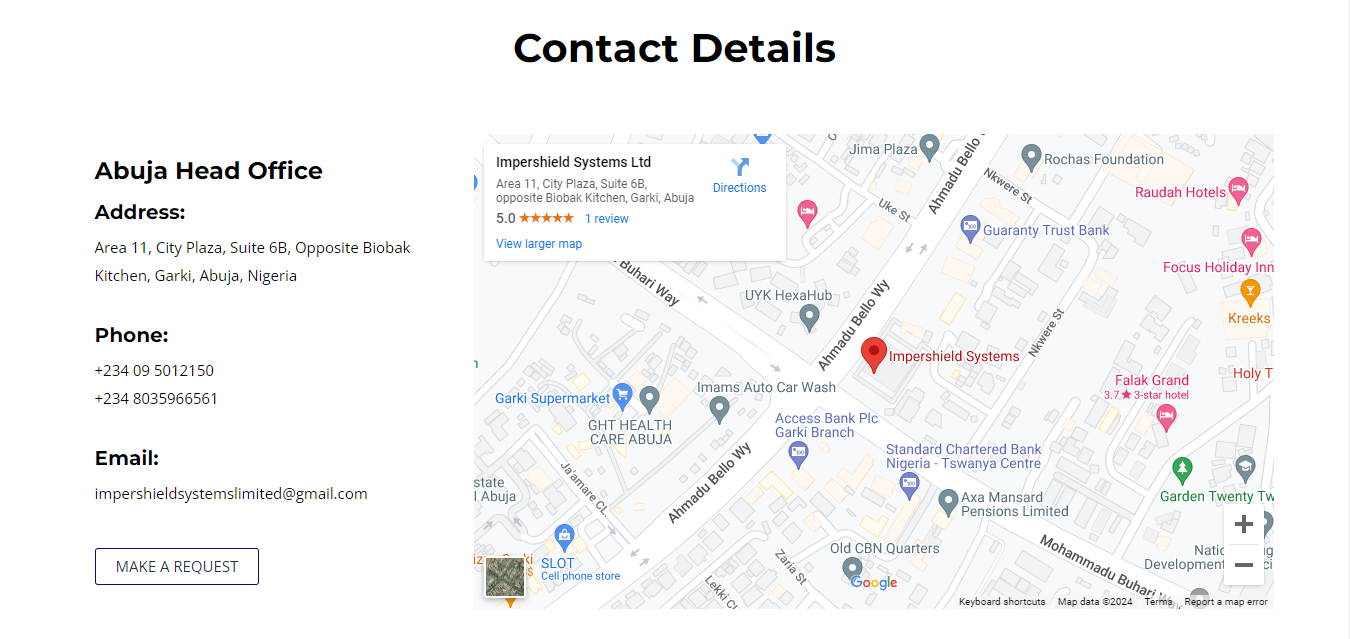 Contact Details
Abuja Head Office
Address:
Area 11, City Plaza, Suite 6B, Opposite Biobak
Kitchen, Garki, Abuja, Nigeria
Phone:
+234 09 5012150
+234 8035966561
Email:
impershieldsystemslimited@gmail.com
MAKE A REQUEST
Impershield Systems Ltd
Area 11, City Plaza, Suite 6B,
opposite Biobak Kitchen, Garki, Abuja
5.0 ★★★★★ 1 review
View larger map
Directions
Jima Plaza
Ahmadu Bello
Rochas Foundation
Nkwere St
Raudah Hotels
Uke St
Guaranty Trust Bank
Focus Holiday Inn
Buhari Way
UYK HexaHub
Ahmadu Bello Wy
Kreeks
Nkwere St
Impershield Systems
Holy T
Imams Auto Car Wash
Falak Grand
3.7★ 3-star hotel
Garki Supermarket
GHT HEALTH
CARE ABUJA
Access Bank Plc
Garki Branch
Standard Chartered Bank
Nigeria - Tswanya Centre
Ahmadu Bello Wy
Ja'amare CL.
state
l Abuja
Axa Mansard
Pensions Limited
Garden Twenty Tw
Old CBN Quarters
Mohammadu Buhari
Zaria St
SLOT
Cell phone store
Lekki
Development
Google
Keyboard shortcuts
Map data ©2024
Terms
Report a map error